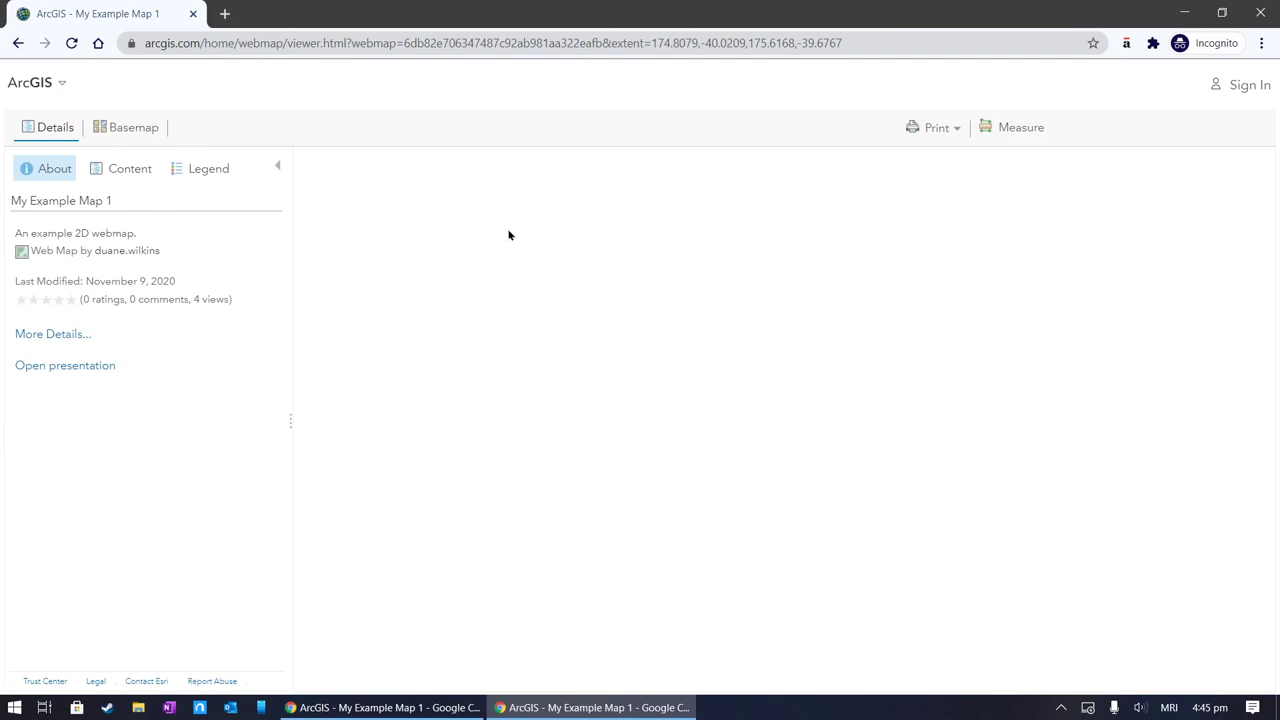 ArcGIS - My Example Map 1
arcgis.com/home/webmap/viewer.html?webmap=6db82e706347487c92ab981aa322eafb&extent=174.8079,-40.0209,175.6168,-39.6767
ā
Incognito
ArcGIS
Sign In
Details
Basemap
Print
Measure
About
Content
Legend
My Example Map 1
An example 2D webmap.
Web Map by duane.wilkins
Last Modified: November 9, 2020
(0 ratings, 0 comments, 4 views)
More Details...
Open presentation
Trust Center
Legal
Contact Esri
Report Abuse
ArcGIS - My Example Map 1 - Google C...
ArcGIS - My Example Map 1 - Google C...
MRI
4:45 pm